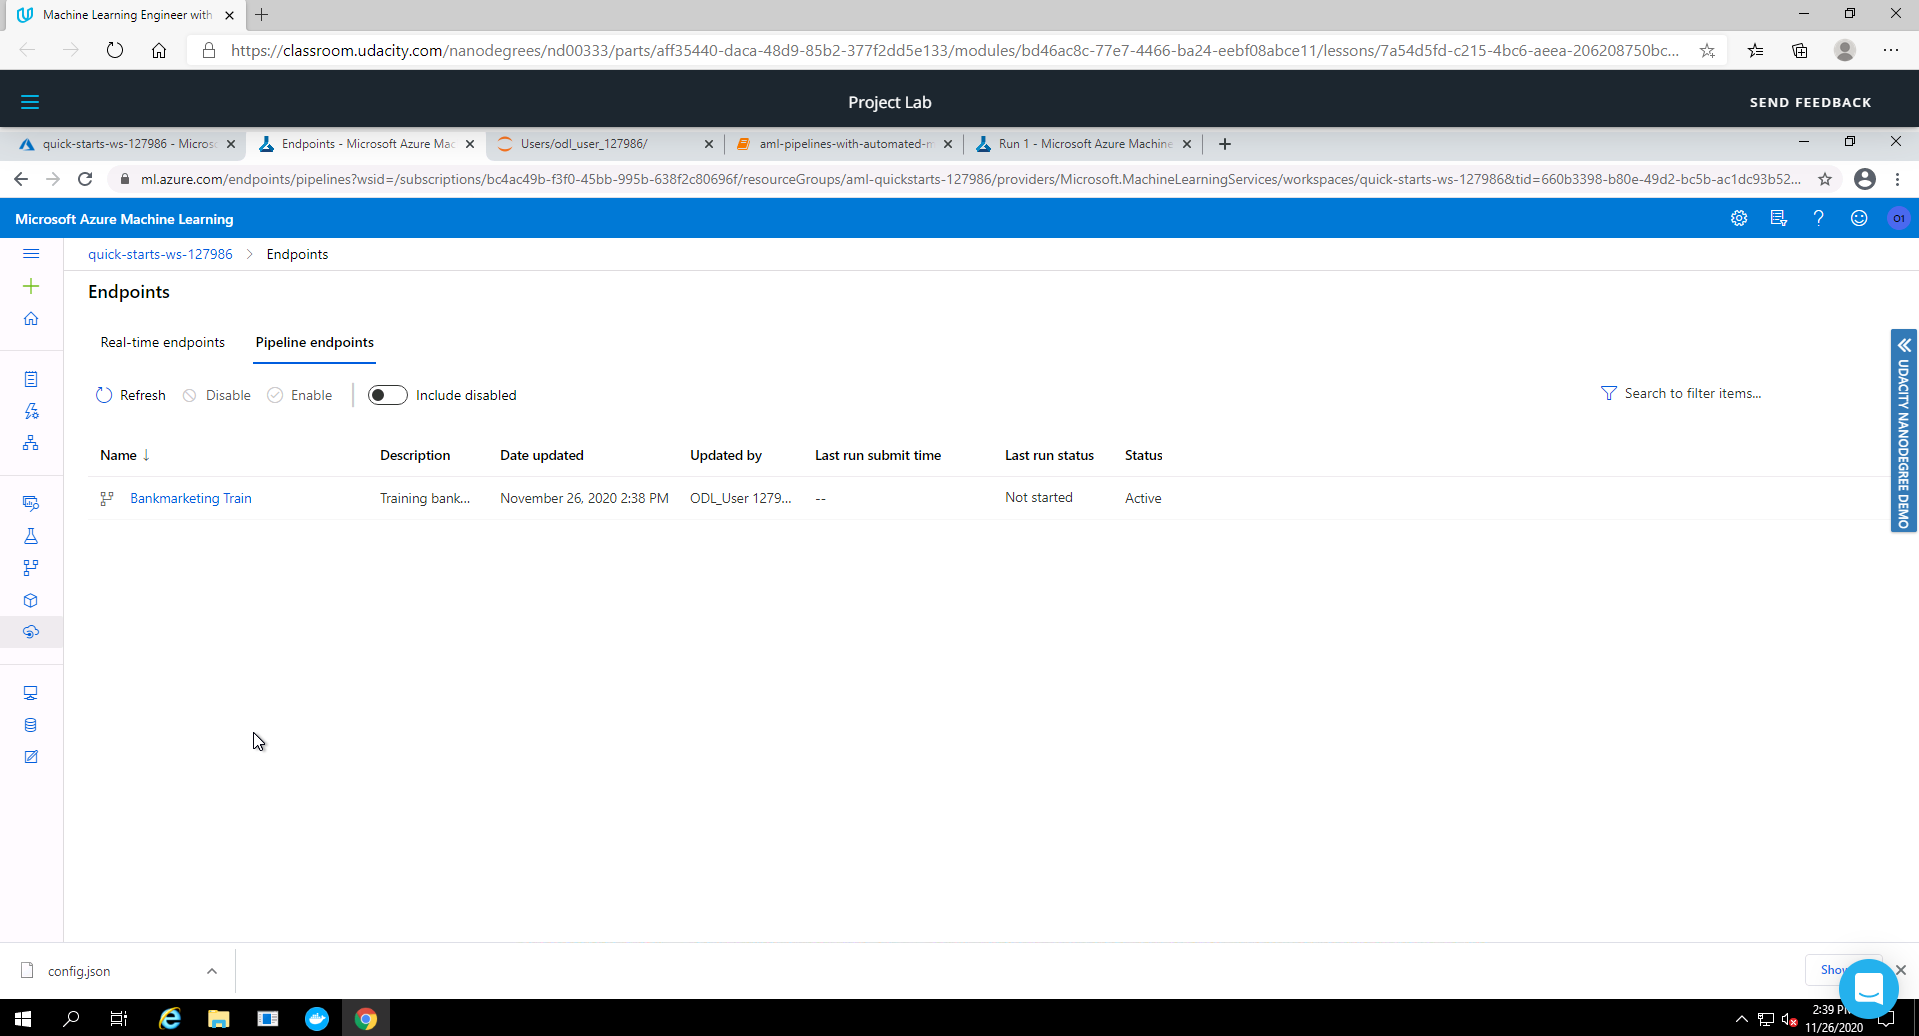 Machine Learning Engineer with
https://classroom.udacity.com/nanodegrees/nd00333/parts/aff35440-daca-48d9-85b2-377f2dd5e133/modules/bd46ac8c-77e7-4466-ba24-eebf08abce11/lessons/7a54d5fd-c215-4bc6-aeea-206208750bc...
Project Lab
SEND FEEDBACK
quick-starts-ws-127986 - Micros
Endpoints - Microsoft Azure Mac
Users/odl_user_127986/
aml-pipelines-with-automated-m
Run 1 - Microsoft Azure Machine
ml.azure.com/endpoints/pipelines?wsid=/subscriptions/bc4ac49b-f3f0-45bb-995b-638f2c80696f/resourceGroups/aml-quickstarts-127986/providers/Microsoft.MachineLearningServices/workspaces/quick-starts-ws-127986&tid=660b3398-b80e-49d2-bc5b-ac1dc93b52...
Microsoft Azure Machine Learning
O1
quick-starts-ws-127986 > Endpoints
Endpoints
Real-time endpoints
Pipeline endpoints
Refresh
Disable
Enable
Include disabled
Search to filter items...
UDACITY NANODEGREE DEMO
Name Description Date updated Updated by Last run submit time Last run status Status
Bankmarketing Train Training bank... November 26, 2020 2:38 PM ODL_User 1279... -- Not started Active
config.json
2:39
11/26/2020